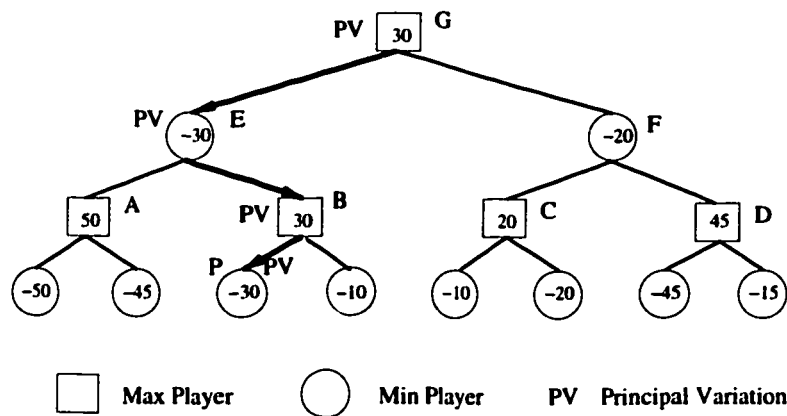 PV 30 G
PV -30 E -20 F
50 A PV 30 B 20 C 45 D
P PV
-50 -45 -30 -10 -10 -20 -45 -15
Max Player Min Player PV Principal Variation